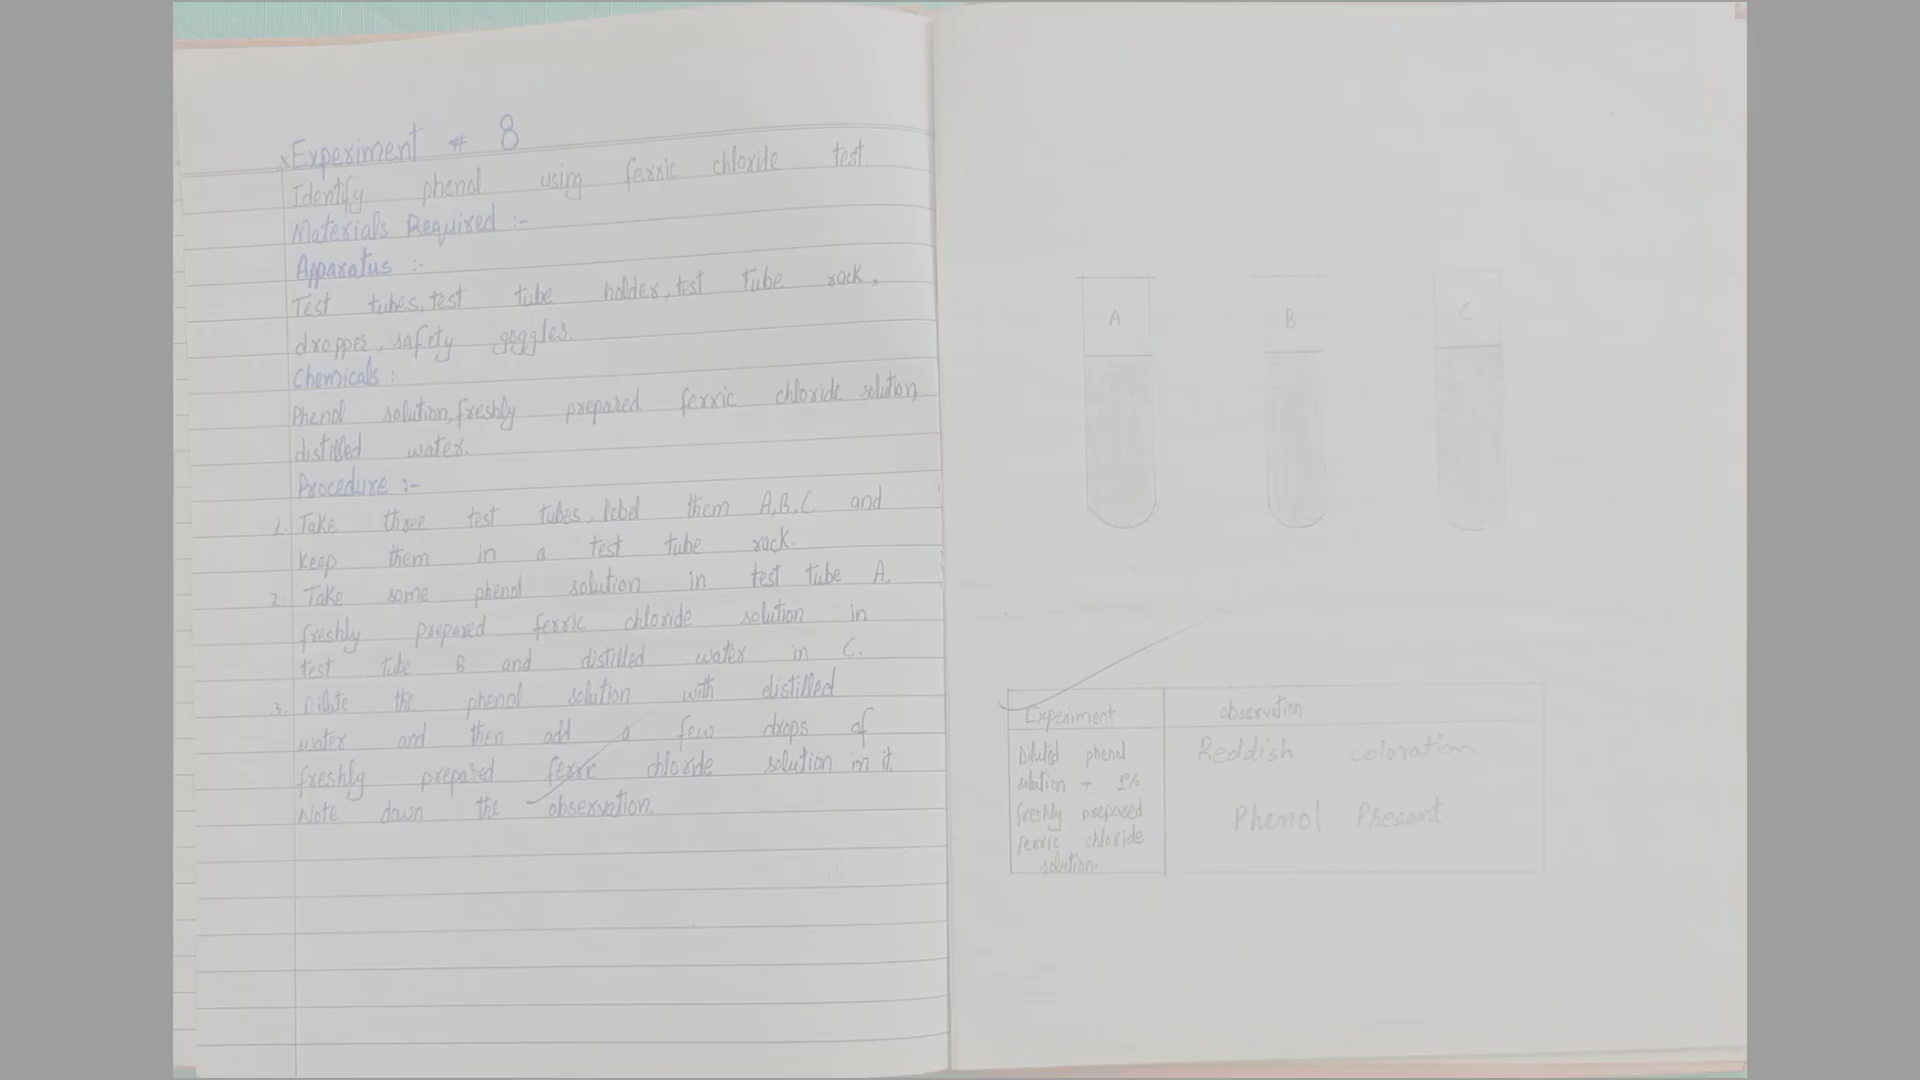 Experiment # 8
Identify phenol using ferric chloride test.
Materials Required :-
Apparatus :-
Test tubes, test tube holder, test tube rack,
dropper, safety goggles.
Chemicals :
Phenol solution, freshly prepared ferric chloride solution,
distilled water.
Procedure :-
1. Take three test tubes, label them A, B, C and
keep them in a test tube rack.
2. Take some phenol solution in test tube A,
freshly prepared ferric chloride solution in
test tube B and distilled water in C.
3. Dilute the phenol solution with distilled
water and then add a few drops of
freshly prepared ferric chloride solution in it.
Note down the observation.
A B C
Experiment observation
Diluted phenol
solution + 1%
freshly prepared
ferric chloride
solution.
Reddish coloration
Phenol Present